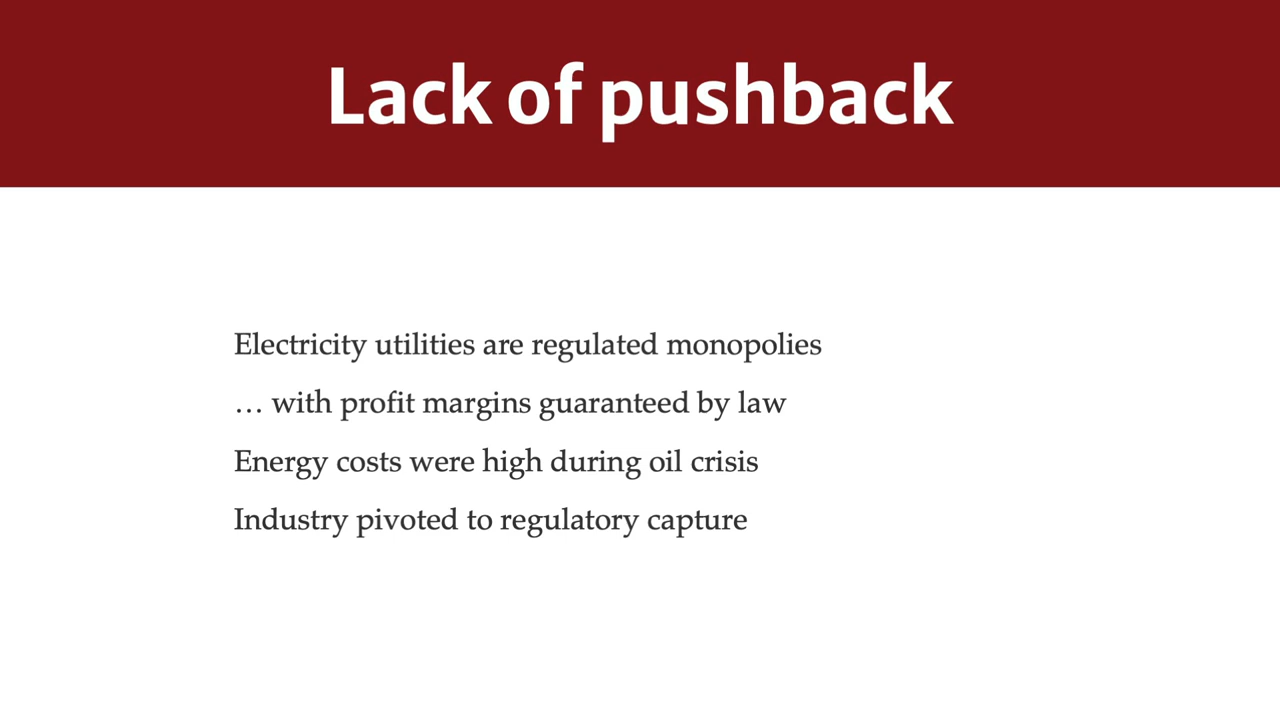 Lack of pushback
Electricity utilities are regulated monopolies
… with profit margins guaranteed by law
Energy costs were high during oil crisis
Industry pivoted to regulatory capture